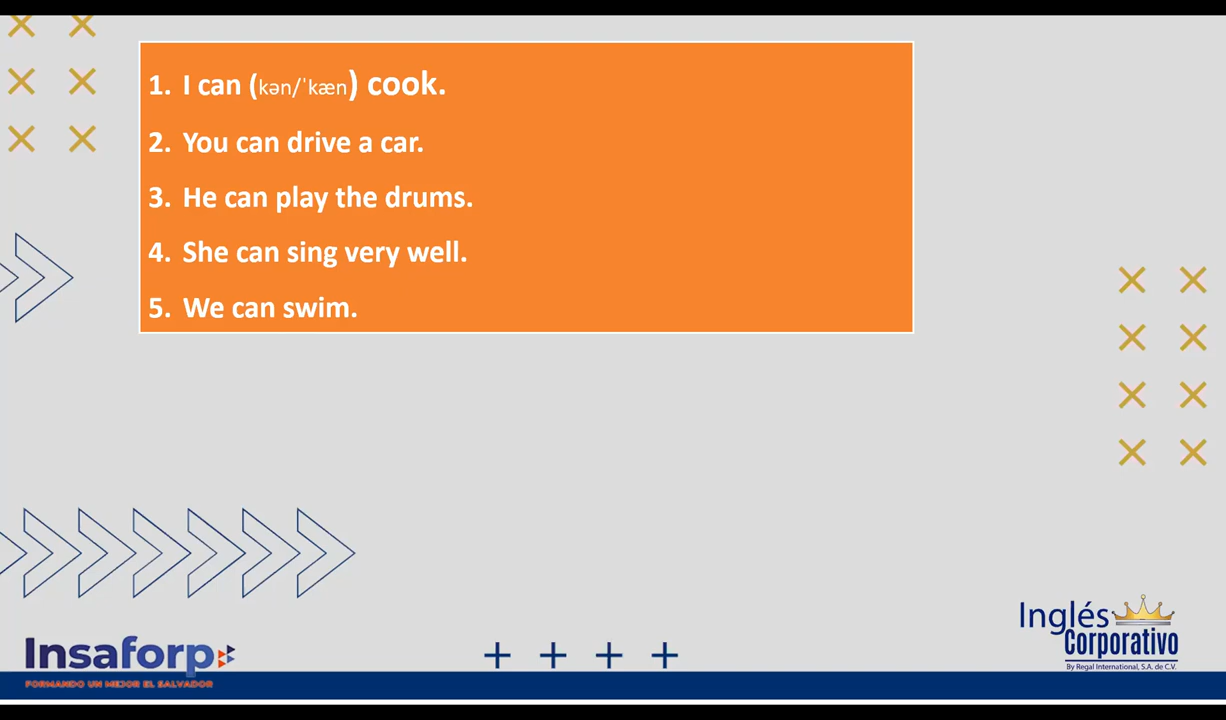 1. I can (kən/ˈkæn) cook.
2. You can drive a car.
3. He can play the drums.
4. She can sing very well.
5. We can swim.
Insaforp
FORMANDO UN MEJOR EL SALVADOR
Inglés
Corporativo
By Regal International, S.A. de C.V.